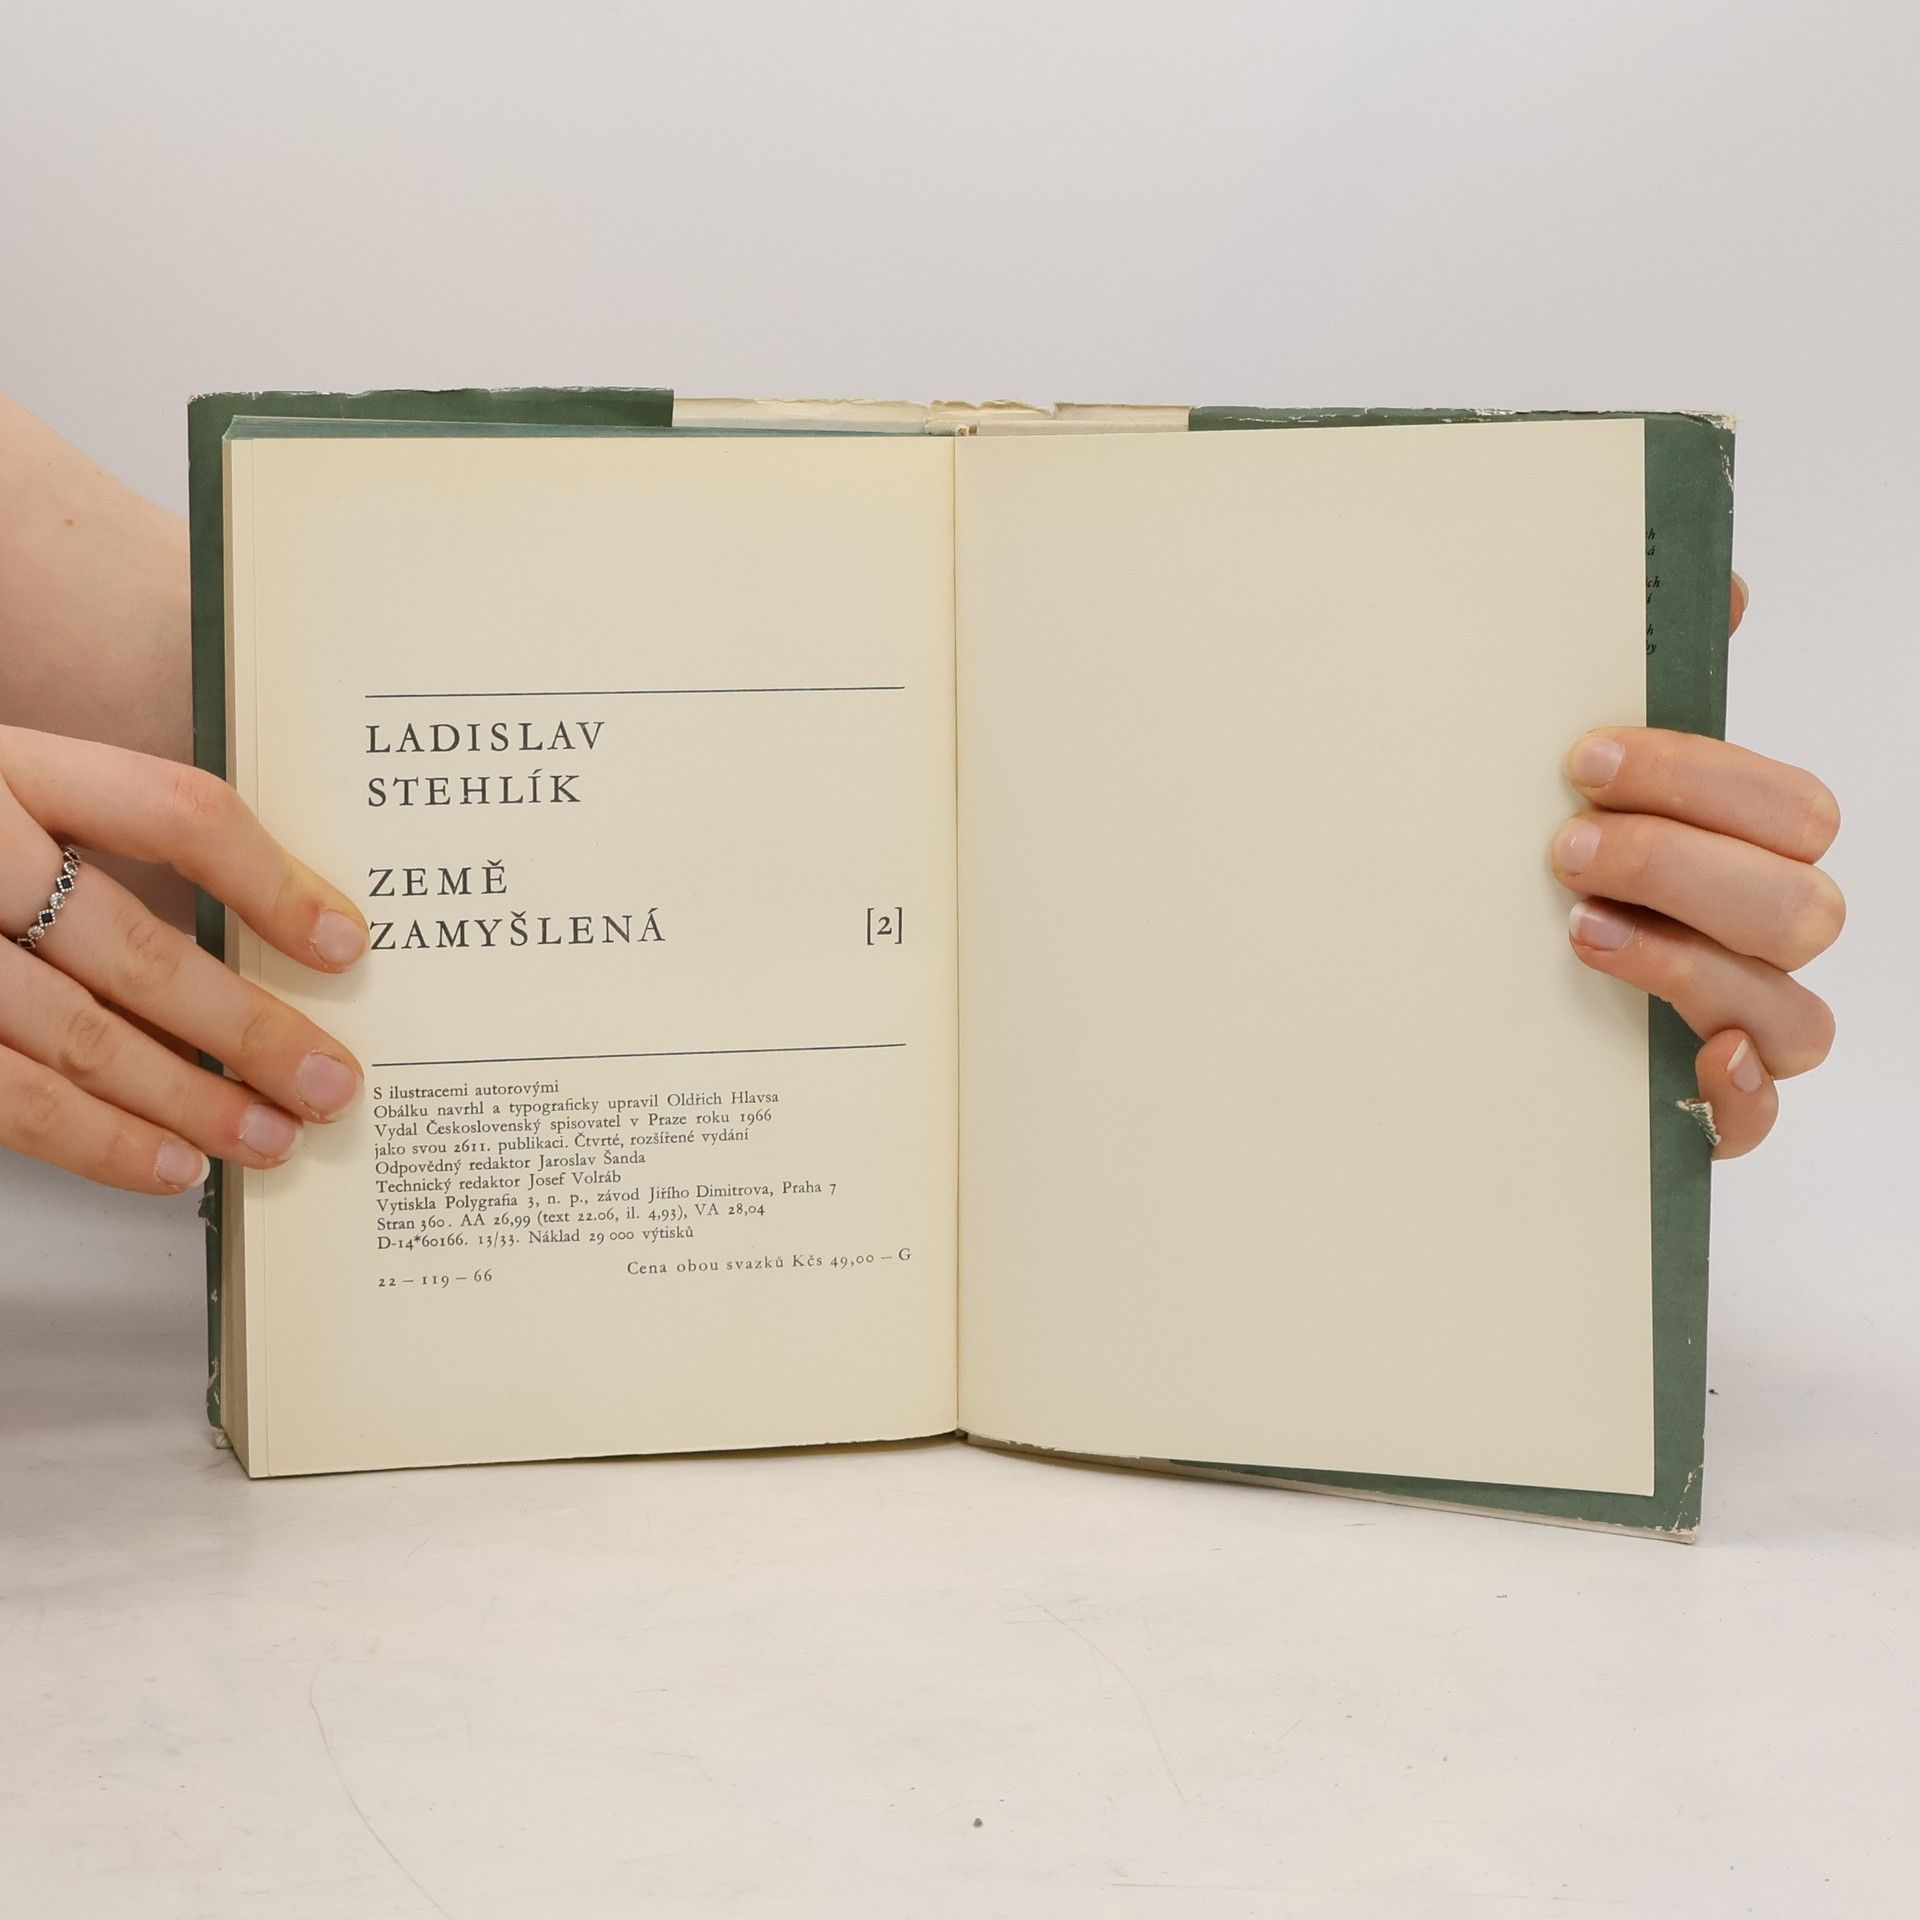 LADISLAV
STEHLÍK
ZEMĚ
ZAMYŠLENÁ [2]
S ilustracemi autorovými
Obálku navrhl a typograficky upravil Oldřich Hlavsa
Vydal Československý spisovatel v Praze roku 1966
jako svou 2611. publikaci. Čtvrté, rozšířené vydání
Odpovědný redaktor Jaroslav Šanda
Technický redaktor Josef Volráb
Vytiskla Polygrafia 3, n. p., závod Jiřího Dimitrova, Praha 7
Stran 360. AA 26,99 (text 22.06, il. 4,93), VA 28,04
D-14*60166. 13/33. Náklad 29 000 výtisků
22 – 119 – 66 Cena obou svazků Kčs 49,00 – G